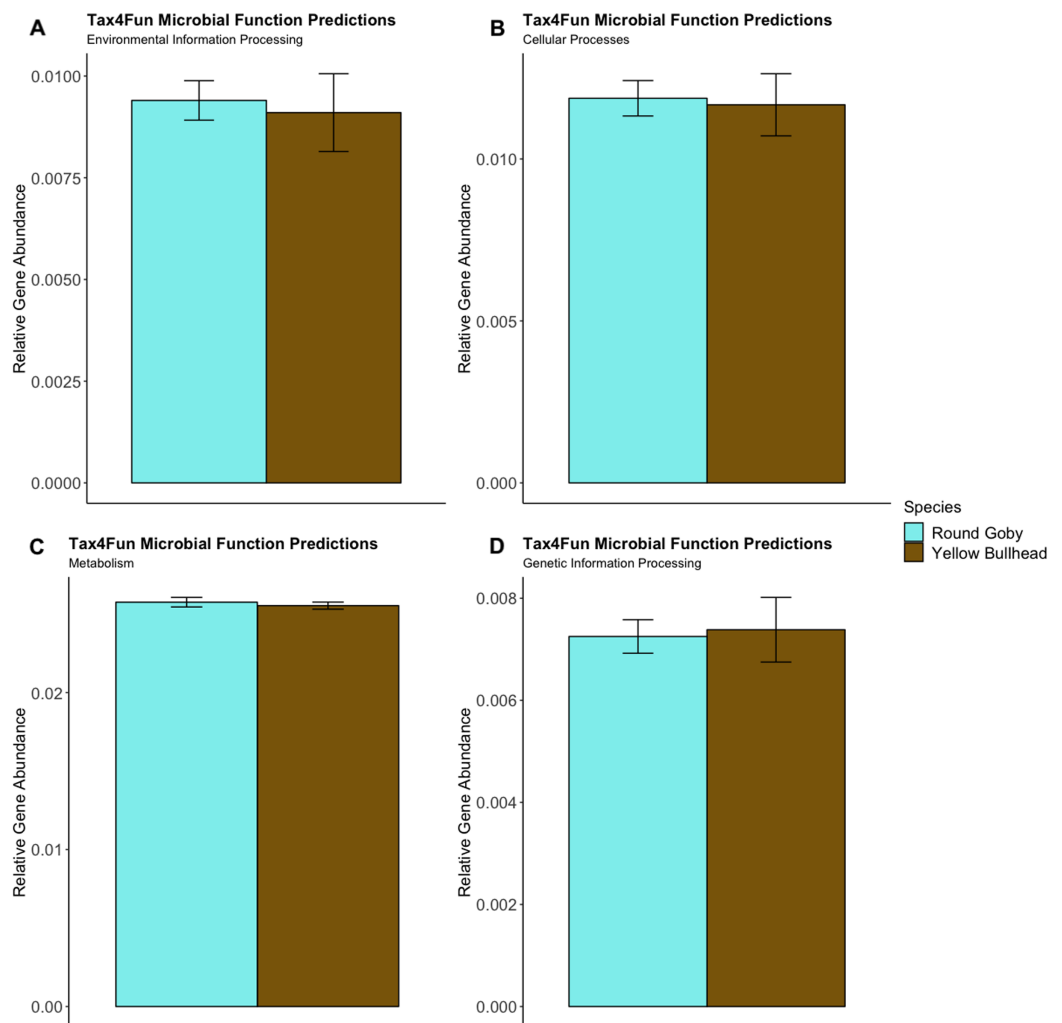 A
Tax4Fun Microbial Function Predictions
Environmental Information Processing
Relative Gene Abundance
0.0100
0.0075
0.0050
0.0025
0.0000
B
Tax4Fun Microbial Function Predictions
Cellular Processes
Relative Gene Abundance
0.010
0.005
0.000
Species
Round Goby
Yellow Bullhead
C
Tax4Fun Microbial Function Predictions
Metabolism
Relative Gene Abundance
0.02
0.01
0.00
D
Tax4Fun Microbial Function Predictions
Genetic Information Processing
Relative Gene Abundance
0.008
0.006
0.004
0.002
0.000